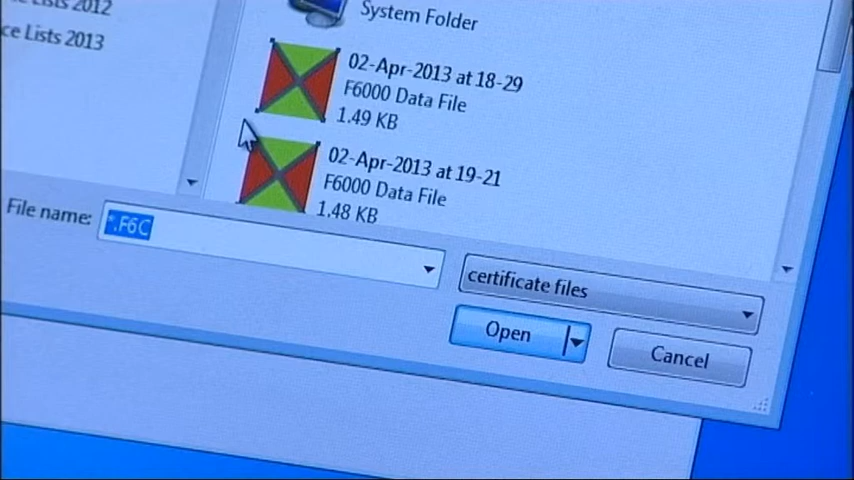 Lists 2012
ce Lists 2013
System Folder
02-Apr-2013 at 18-29
F6000 Data File
1.49 KB
02-Apr-2013 at 19-21
F6000 Data File
1.48 KB
File name:
*.F6C
certificate files
Open
Cancel